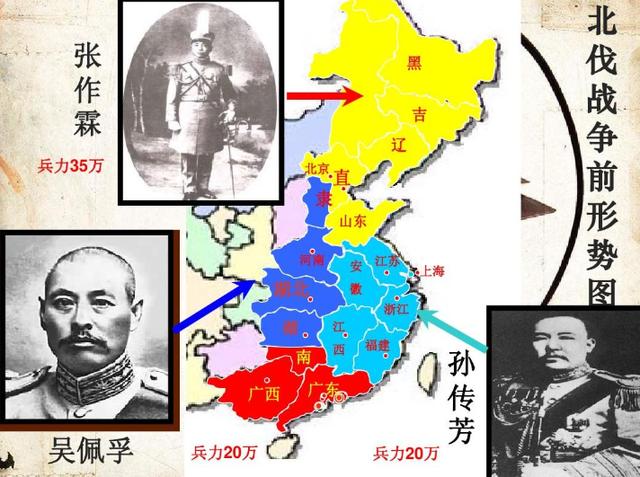 北伐战争前形势图
张作霖
兵力35万
吴佩孚
兵力20万
孙传芳
兵力20万
黑
吉
辽
北京
直
隶
山东
河南
湖北
湖
南
安徽
江苏
上海
浙江
江西
福建
广西
广东